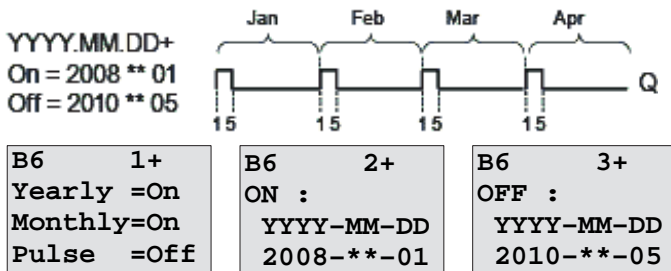 Jan Feb Mar Apr
YYYY.MM.DD+
On = 2008 ** 01
Off = 2010 ** 05
Q
1 5 1 5 1 5 1 5
B6 1+
Yearly =On
Monthly=On
Pulse =Off
B6 2+
ON :
YYYY-MM-DD
2008-**-01
B6 3+
OFF :
YYYY-MM-DD
2010-**-05